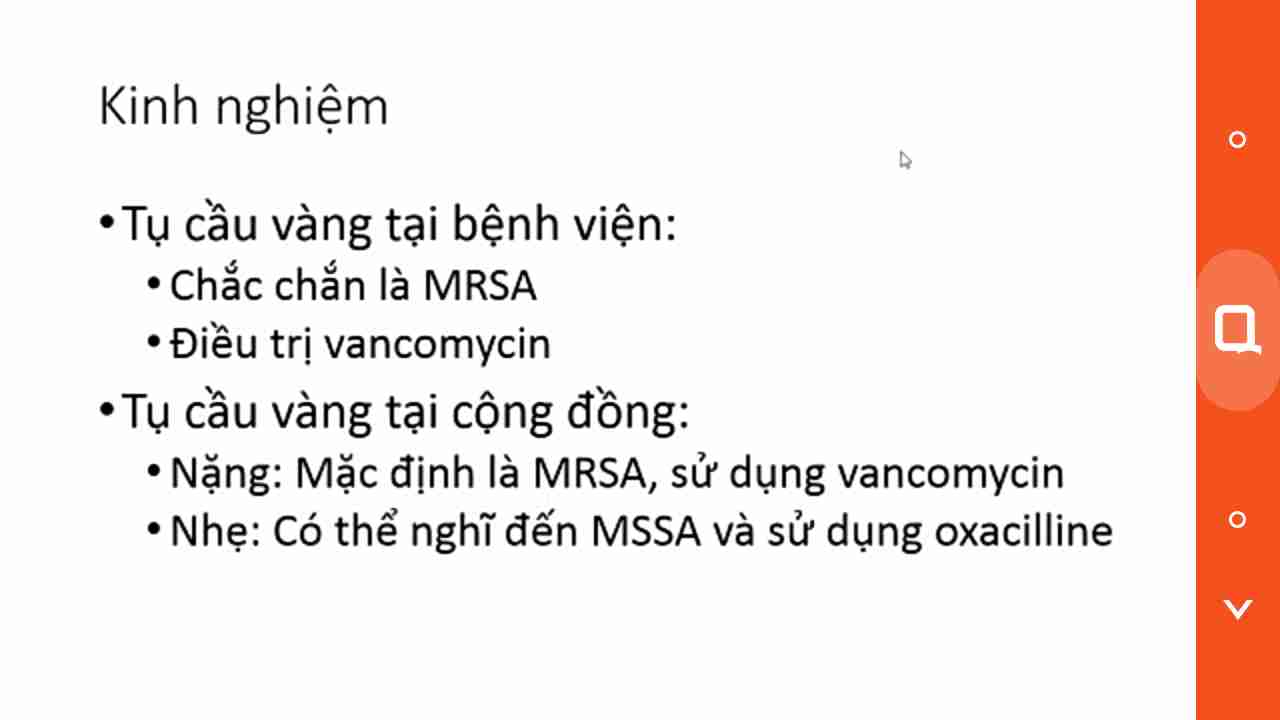 Kinh nghiệm
•Tụ cầu vàng tại bệnh viện:
•Chắc chắn là MRSA
•Điều trị vancomycin
•Tụ cầu vàng tại cộng đồng:
•Nặng: Mặc định là MRSA, sử dụng vancomycin
•Nhẹ: Có thể nghĩ đến MSSA và sử dụng oxacilline